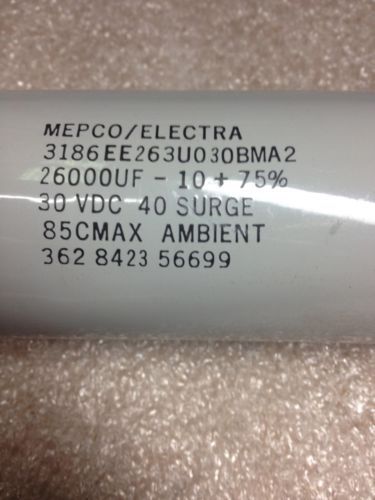 MEPCO/ELECTRA
3186EE263U030BMA2
26000UF - 10 + 75%
30 VDC 40 SURGE
85CMAX AMBIENT
362 8423 56699